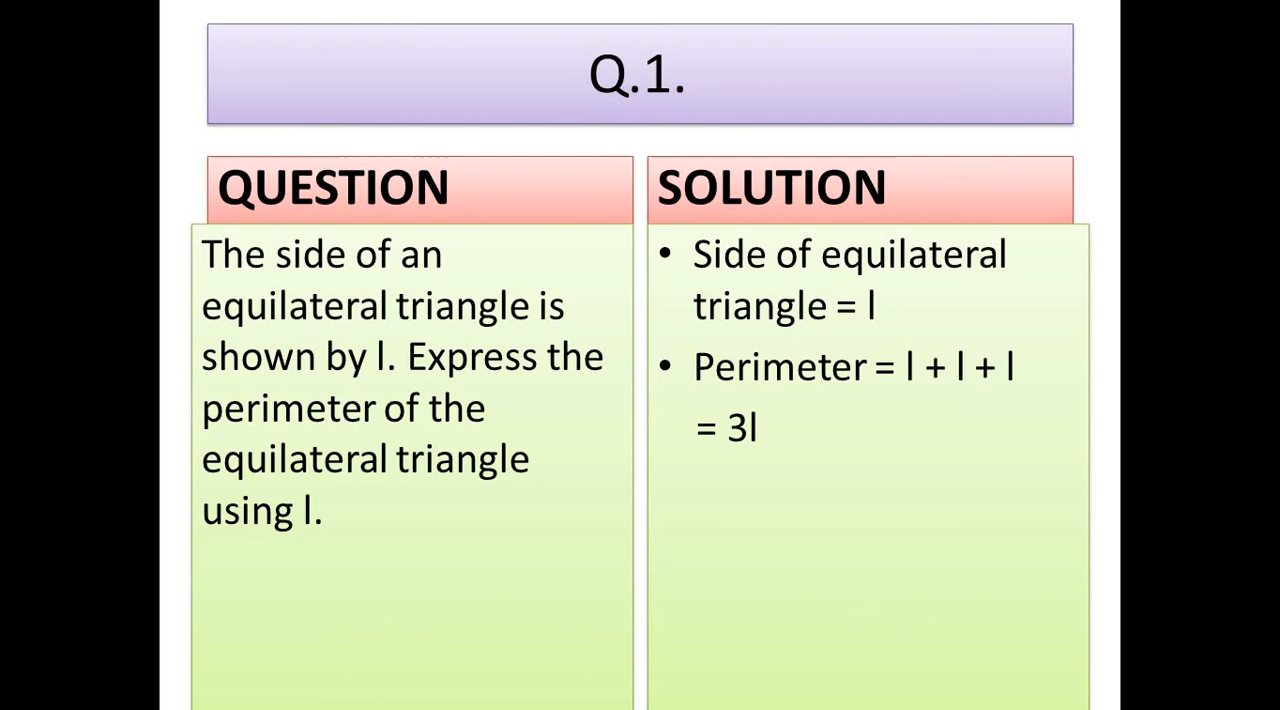 Q.1.
QUESTION
The side of an
equilateral triangle is
shown by l. Express the
perimeter of the
equilateral triangle
using l.
SOLUTION
• Side of equilateral
triangle = l
• Perimeter = l + l + l
= 3l